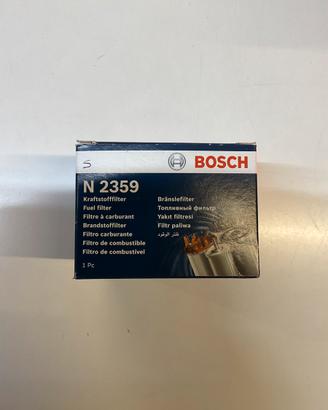 S
BOSCH
N 2359
Kraftstofffilter
Fuel filter
Filtre à carburant
Brandstoffilter
Filtro carburante
Filtro de combustible
Filtro de combustível
Bränslefilter
Топливный фильтр
Yakıt filtresi
Filtr paliwa
فلتر الوقود
1 Pc